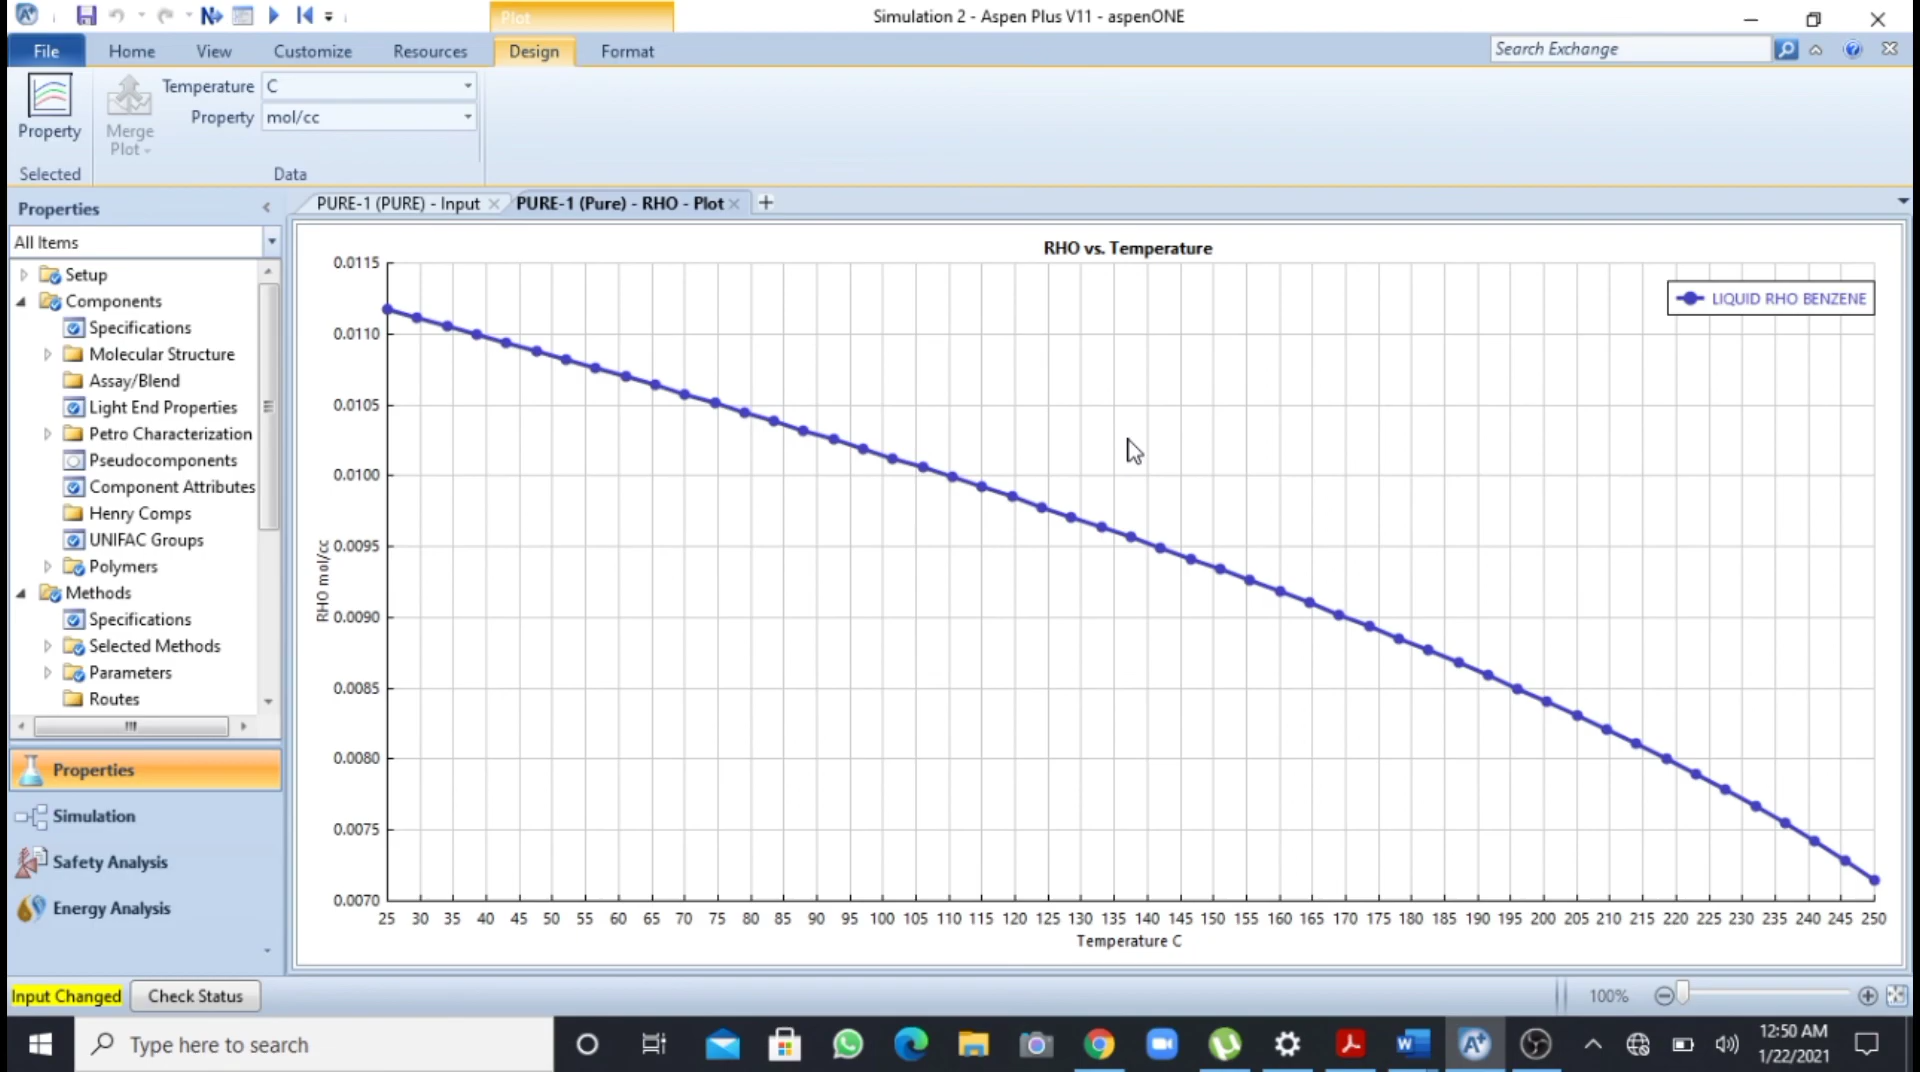 Plot
Simulation 2 - Aspen Plus V11 - aspenONE
File Home View Customize Resources Design Format
Search Exchange
Temperature C
Property mol/cc
Property
Merge
Plot
Selected
Data
Properties
All Items
PURE-1 (PURE) - Input
PURE-1 (Pure) - RHO - Plot
Setup
Components
Specifications
Molecular Structure
Assay/Blend
Light End Properties
Petro Characterization
Pseudocomponents
Component Attributes
Henry Comps
UNIFAC Groups
Polymers
Methods
Specifications
Selected Methods
Parameters
Routes
Properties
Simulation
Safety Analysis
Energy Analysis
RHO vs. Temperature
LIQUID RHO BENZENE
RHO mol/cc
0.0115
0.0110
0.0105
0.0100
0.0095
0.0090
0.0085
0.0080
0.0075
0.0070
25 30 35 40 45 50 55 60 65 70 75 80 85 90 95 100 105 110 115 120 125 130 135 140 145 150 155 160 165 170 175 180 185 190 195 200 205 210 215 220 225 230 235 240 245 250
Temperature C
Input Changed
Check Status
100%
Type here to search
12:50 AM
1/22/2021